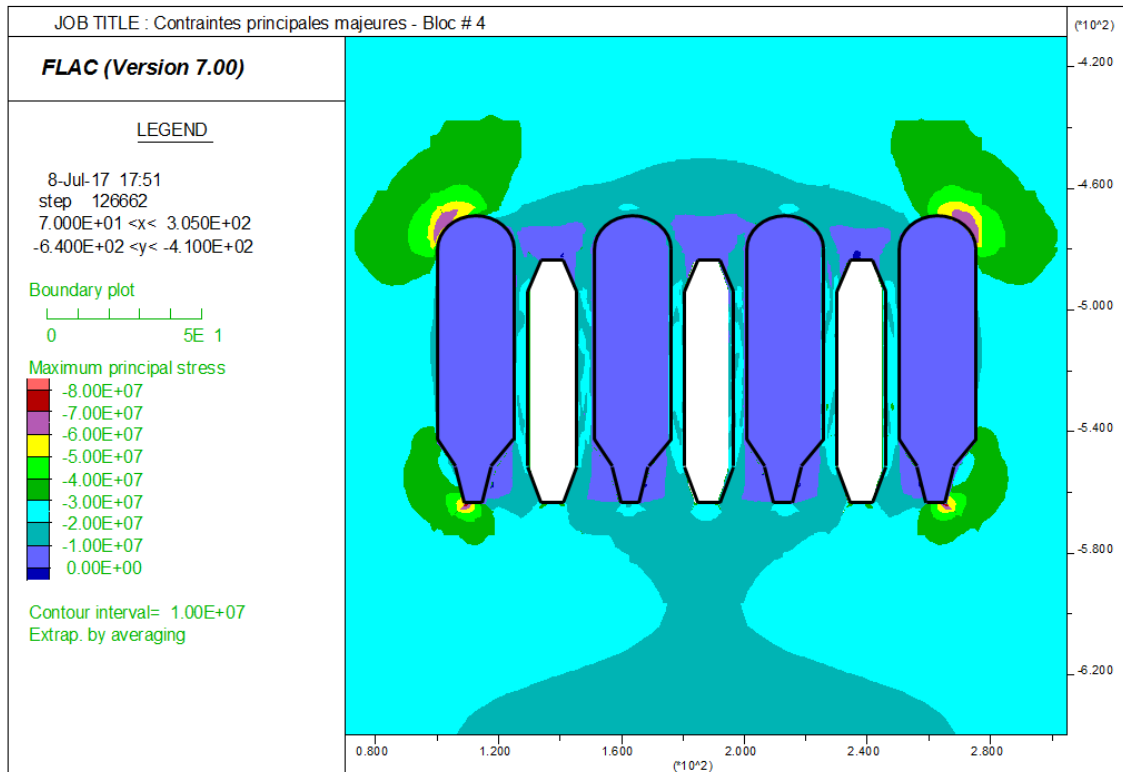 JOB TITLE : Contraintes principales majeures - Bloc # 4
(*10^2)
FLAC (Version 7.00)
LEGEND
8-Jul-17 17:51
step 126662
7.000E+01 <x< 3.050E+02
-6.400E+02 <y< -4.100E+02
Boundary plot
0 5E 1
Maximum principal stress
-8.00E+07
-7.00E+07
-6.00E+07
-5.00E+07
-4.00E+07
-3.00E+07
-2.00E+07
-1.00E+07
0.00E+00
Contour interval= 1.00E+07
Extrap. by averaging
-4.200
-4.600
-5.000
-5.400
-5.800
-6.200
0.800 1.200 1.600 2.000 2.400 2.800
(*10^2)